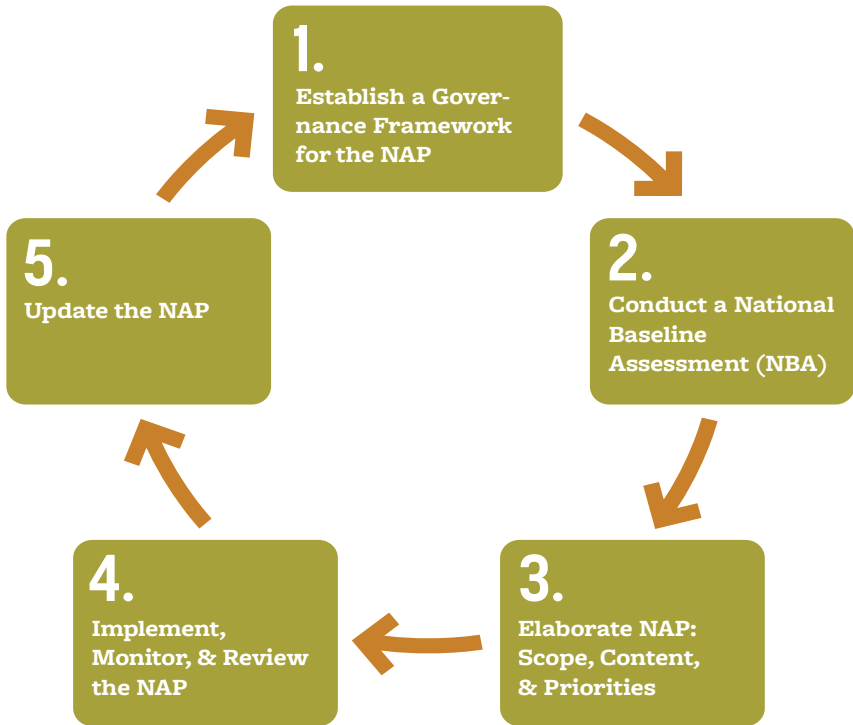 1.
Establish a Gover-
nance Framework
for the NAP
2.
Conduct a National
Baseline
Assessment (NBA)
3.
Elaborate NAP:
Scope, Content,
& Priorities
4.
Implement,
Monitor, & Review
the NAP
5.
Update the NAP